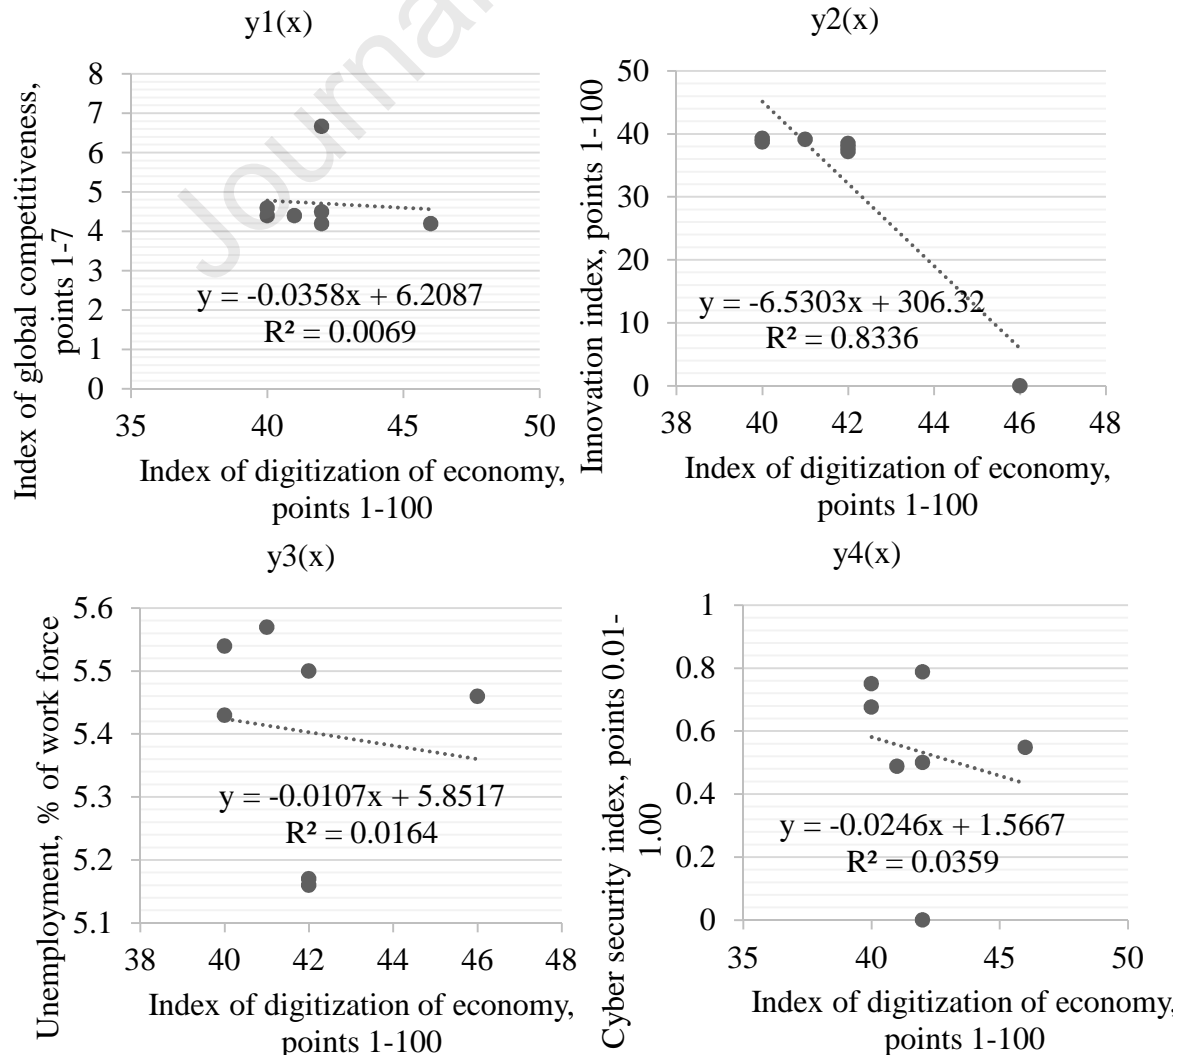 Journal
y1(x)
Index of global competitiveness,
points 1-7
8
7
6
5
4
3
2
1
0
y = -0.0358x + 6.2087
R² = 0.0069
35 40 45 50
Index of digitization of economy,
points 1-100
y2(x)
Innovation index, points 1-100
50
40
30
20
10
0
y = -6.5303x + 306.32
R² = 0.8336
38 40 42 44 46 48
Index of digitization of economy,
points 1-100
y3(x)
Unemployment, % of work force
5.6
5.5
5.4
5.3
5.2
5.1
y = -0.0107x + 5.8517
R² = 0.0164
38 40 42 44 46 48
Index of digitization of economy,
points 1-100
y4(x)
Cyber security index, points 0.01-
1.00
1
0.8
0.6
0.4
0.2
0
y = -0.0246x + 1.5667
R² = 0.0359
35 40 45 50
Index of digitization of economy,
points 1-100